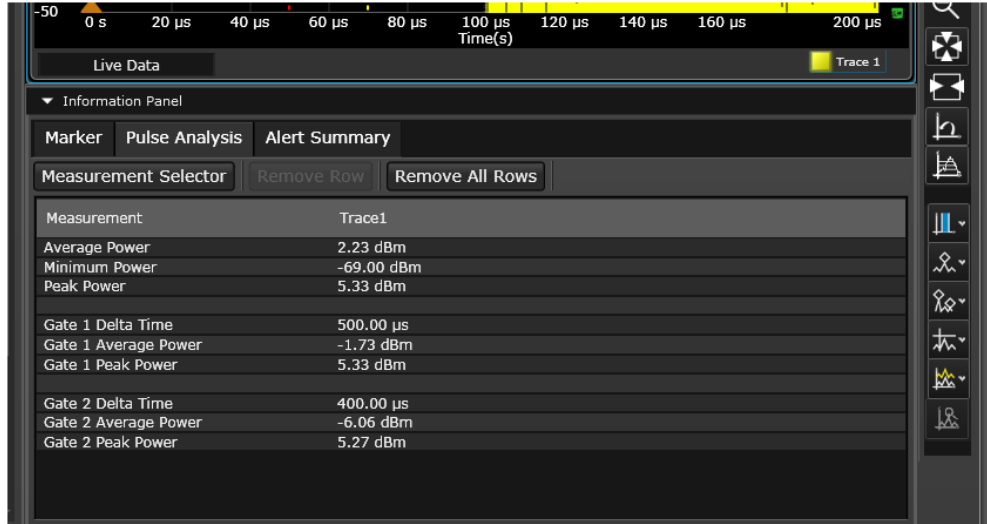 -50
0 s 20 µs 40 µs 60 µs 80 µs 100 µs 120 µs 140 µs 160 µs 200 µs
Time(s)
Live Data Trace 1
Information Panel
Marker Pulse Analysis Alert Summary
Measurement Selector Remove Row Remove All Rows
Measurement Trace1
Average Power 2.23 dBm
Minimum Power -69.00 dBm
Peak Power 5.33 dBm
Gate 1 Delta Time 500.00 µs
Gate 1 Average Power -1.73 dBm
Gate 1 Peak Power 5.33 dBm
Gate 2 Delta Time 400.00 µs
Gate 2 Average Power -6.06 dBm
Gate 2 Peak Power 5.27 dBm